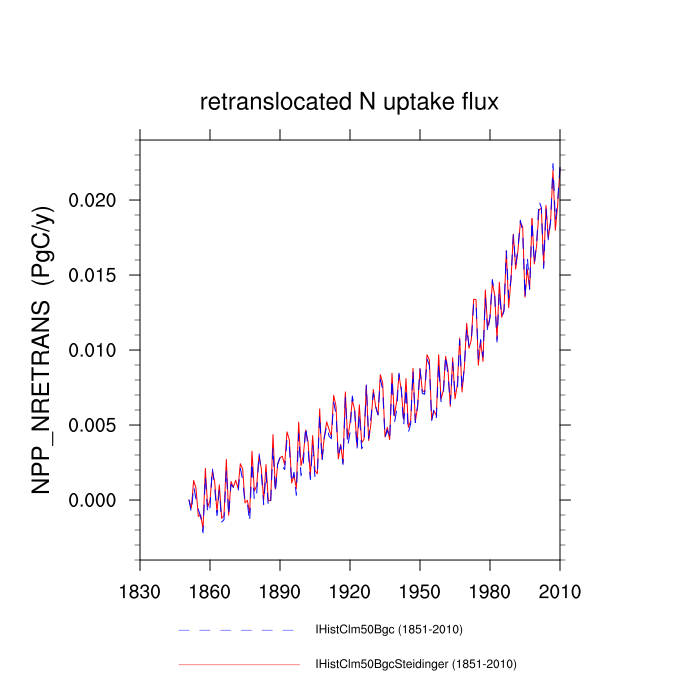 retranslocated N uptake flux
NPP_NRETRANS (PgC/y)
0.020
0.015
0.010
0.005
0.000
1830 1860 1890 1920 1950 1980 2010
IHistClm50Bgc (1851-2010)
IHistClm50BgcSteidinger (1851-2010)